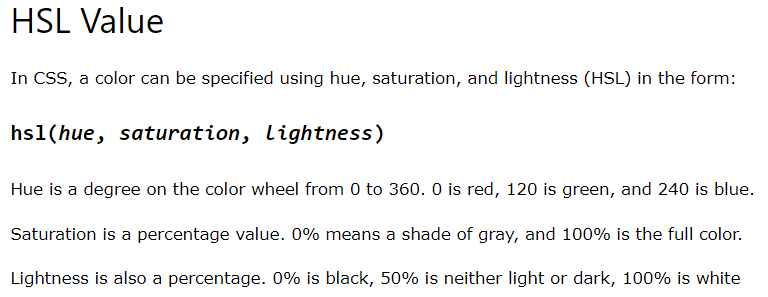 HSL Value
In CSS, a color can be specified using hue, saturation, and lightness (HSL) in the form:
hsl(hue, saturation, lightness)
Hue is a degree on the color wheel from 0 to 360. 0 is red, 120 is green, and 240 is blue.
Saturation is a percentage value. 0% means a shade of gray, and 100% is the full color.
Lightness is also a percentage. 0% is black, 50% is neither light or dark, 100% is white